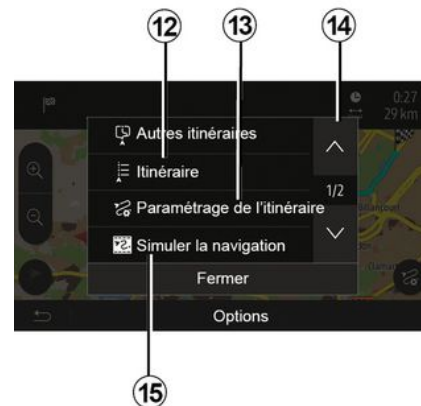 12
13
14
0:27
29 km
Autres itinéraires
Itinéraire
1/2
Paramétrage de l'itinéraire
Simuler la navigation
Fermer
Options
15